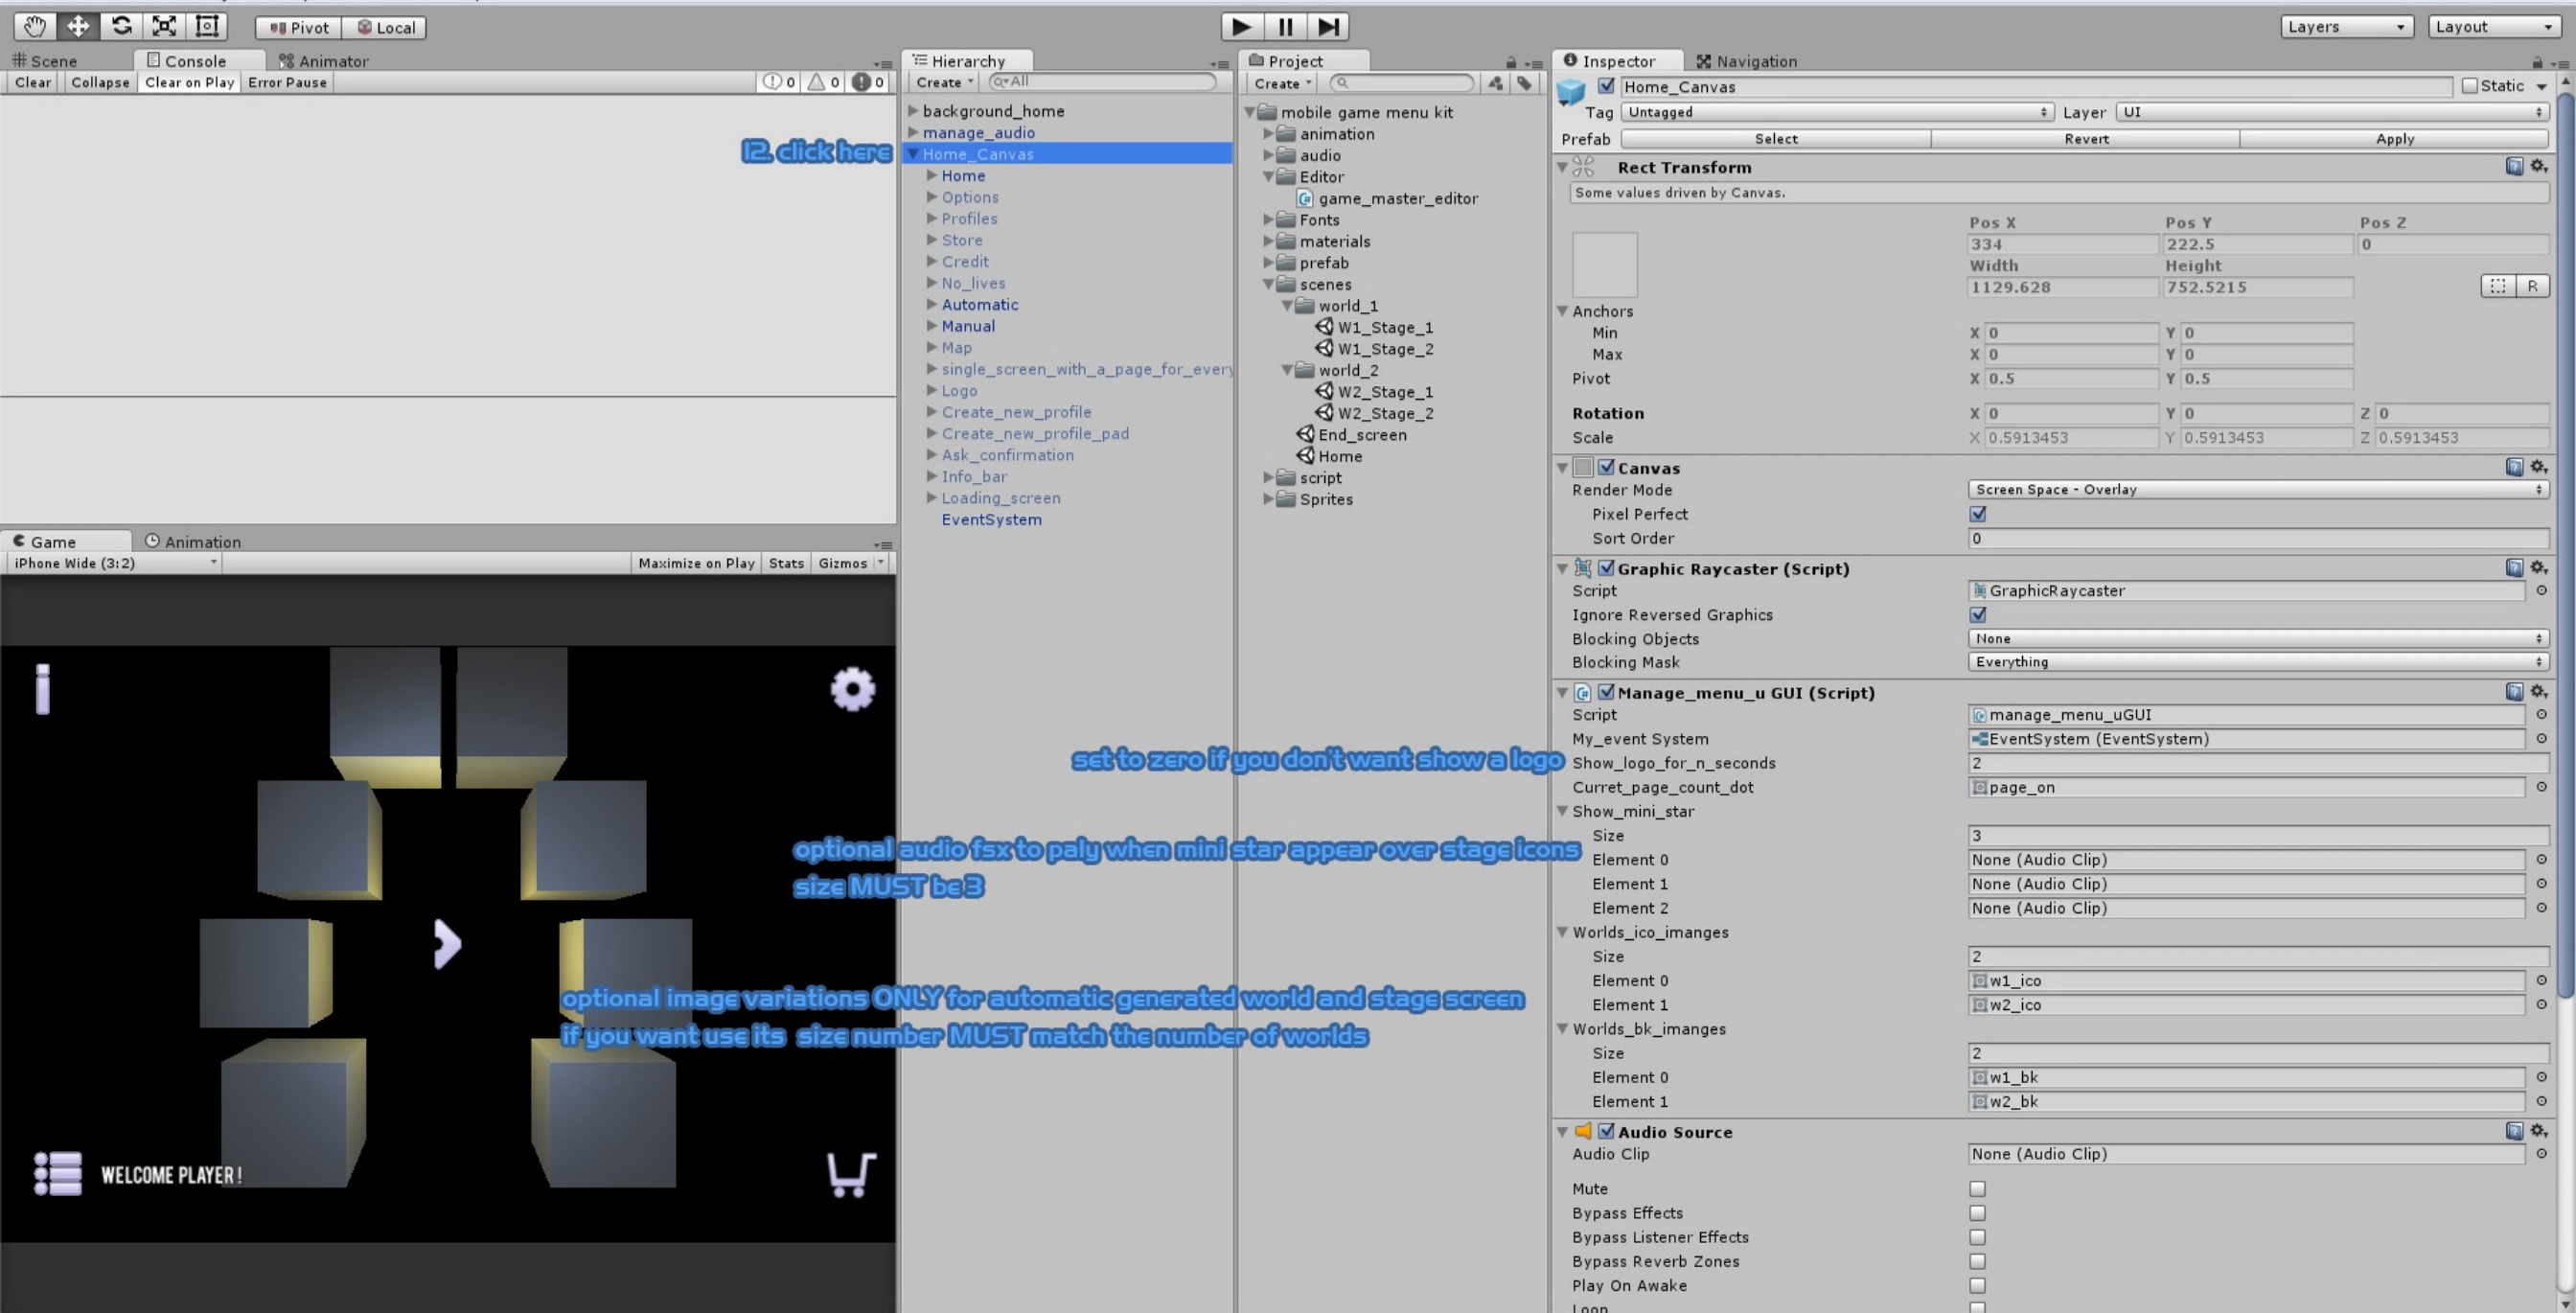 Pivot Local Layers Layout
Scene Console Animator
Clear Collapse Clear on Play Error Pause 0 0 0
12. click here
Hierarchy
Create All
background_home
manage_audio
Home_Canvas
Home
Options
Profiles
Store
Credit
No_lives
Automatic
Manual
Map
single_screen_with_a_page_for_every
Logo
Create_new_profile
Create_new_profile_pad
Ask_confirmation
Info_bar
Loading_screen
EventSystem
Project
Create
mobile game menu kit
animation
audio
Editor
game_master_editor
Fonts
materials
prefab
scenes
world_1
W1_Stage_1
W1_Stage_2
world_2
W2_Stage_1
W2_Stage_2
End_screen
Home
script
Sprites
Game Animation
iPhone Wide (3:2) Maximize on Play Stats Gizmos
WELCOME PLAYER!
set to zero if you don't want show a logo
optional audio fsx to paly when mini star appear over stage icons
size MUST be 3
optional image variations ONLY for automatic generated world and stage screen
if you want use its size number MUST match the number of worlds
Inspector Navigation
Home_Canvas Static
Tag Untagged Layer UI
Prefab Select Revert Apply
Rect Transform
Some values driven by Canvas.
Pos X Pos Y Pos Z
334 222.5 0
Width Height
1129.628 752.5215 R
Anchors
Min X 0 Y 0
Max X 0 Y 0
Pivot X 0.5 Y 0.5
Rotation X 0 Y 0 Z 0
Scale X 0.5913453 Y 0.5913453 Z 0.5913453
Canvas
Render Mode Screen Space - Overlay
Pixel Perfect
Sort Order 0
Graphic Raycaster (Script)
Script GraphicRaycaster
Ignore Reversed Graphics
Blocking Objects None
Blocking Mask Everything
Manage_menu_u GUI (Script)
Script manage_menu_uGUI
My_event System EventSystem (EventSystem)
Show_logo_for_n_seconds 2
Curret_page_count_dot page_on
Show_mini_star
Size 3
Element 0 None (Audio Clip)
Element 1 None (Audio Clip)
Element 2 None (Audio Clip)
Worlds_ico_imanges
Size 2
Element 0 w1_ico
Element 1 w2_ico
Worlds_bk_imanges
Size 2
Element 0 w1_bk
Element 1 w2_bk
Audio Source
Audio Clip None (Audio Clip)
Mute
Bypass Effects
Bypass Listener Effects
Bypass Reverb Zones
Play On Awake
Loop